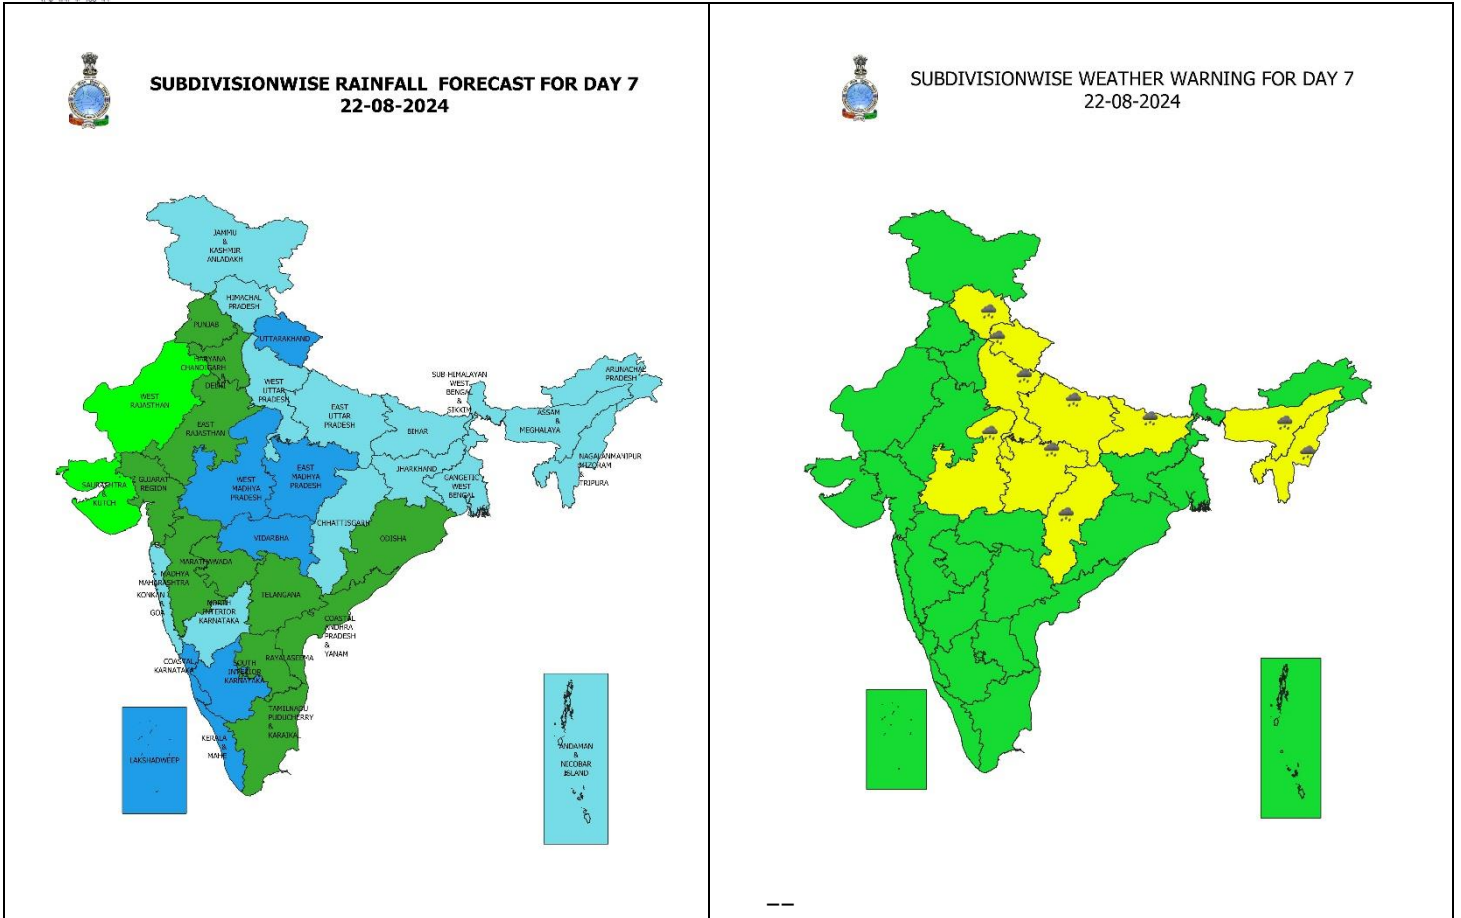 SUBDIVISIONWISE RAINFALL FORECAST FOR DAY 7
22-08-2024
JAMMU
&
KASHMIR
ANLADAKH
HIMACHAL
PRADESH
PUNJAB
UTTARAKHAND
HARYANA
CHANDIGARH
&
DELHI
WEST
RAJASTHAN
WEST
UTTAR
PRADESH
EAST
UTTAR
PRADESH
SUB HIMALAYAN
WEST
BENGAL
&
SIKKIM
ARUNACHAL
PRADESH
ASSAM
&
MEGHALAYA
EAST
RAJASTHAN
BIHAR
NAGALANMANIPUR
MIZORAM
&
TRIPURA
JHARKHAND
GANGETIC
WEST
BENGAL
SAURASHTRA
&
KUTCH
GUJARAT
REGION
WEST
MADHYA
PRADESH
EAST
MADHYA
PRADESH
CHHATTISGARH
VIDARBHA
ODISHA
MARATHAWADA
MADHYA
MAHARASHTRA
KONKAN
&
GOA
NORTH
INTERIOR
KARNATAKA
TELANGANA
COASTAL
ANDHRA
PRADESH
&
YANAM
COASTAL
KARNATAKA
SOUTH
INTERIOR
KARNATAKA
RAYALASEEMA
TAMILNADU
PUDUCHERRY
&
KARAIKAL
KERALA
&
MAHE
LAKSHADWEEP
ANDAMAN
&
NICOBAR
ISLAND
SUBDIVISIONWISE WEATHER WARNING FOR DAY 7
22-08-2024